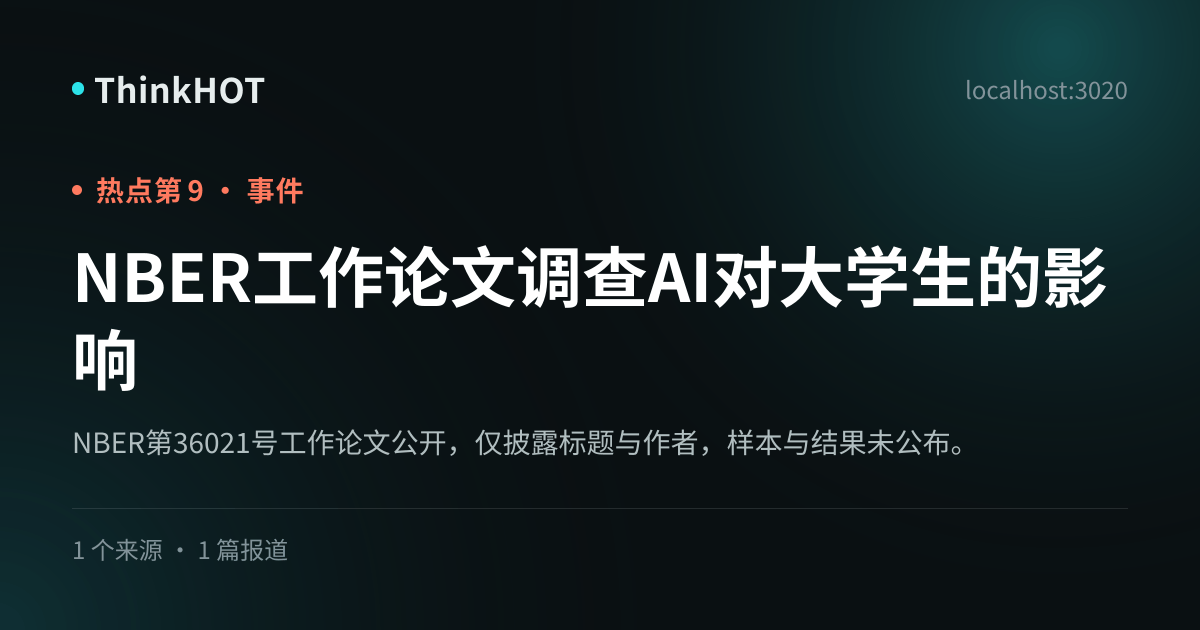 ThinkHOT
localhost:3020
热点第 9 · 事件
NBER工作论文调查AI对大学生的影
响
NBER第36021号工作论文公开，仅披露标题与作者，样本与结果未公布。
1 个来源 · 1 篇报道